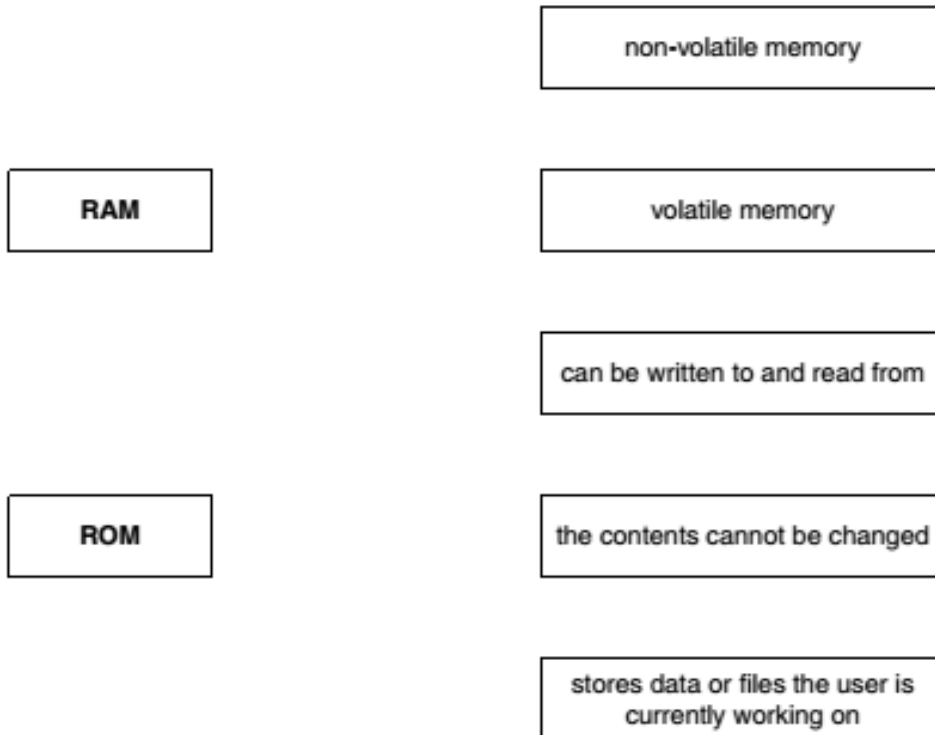 non-volatile memory
RAM
volatile memory
can be written to and read from
ROM
the contents cannot be changed
stores data or files the user is
currently working on